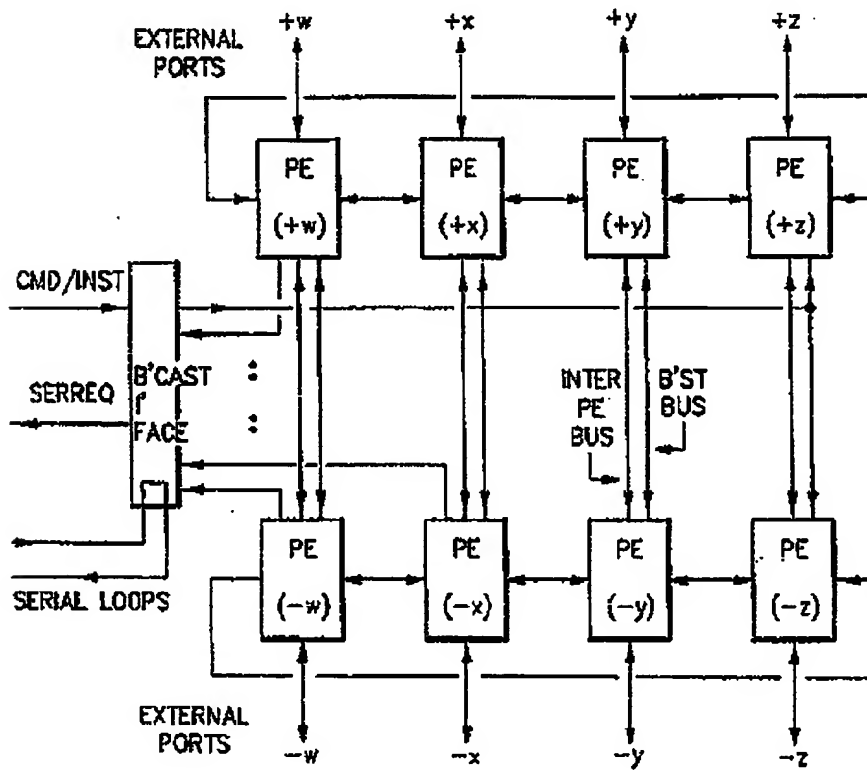 +w +x +y +z
EXTERNAL
PORTS
PE PE PE PE
(+w) (+x) (+y) (+z)
CMD/INST
B'CAST
SERREQ
FACE
INTER
PE
BUS
B'ST
BUS
SERIAL LOOPS
PE PE PE PE
(−w) (−x) (−y) (−z)
EXTERNAL
PORTS
−w −x −y −z